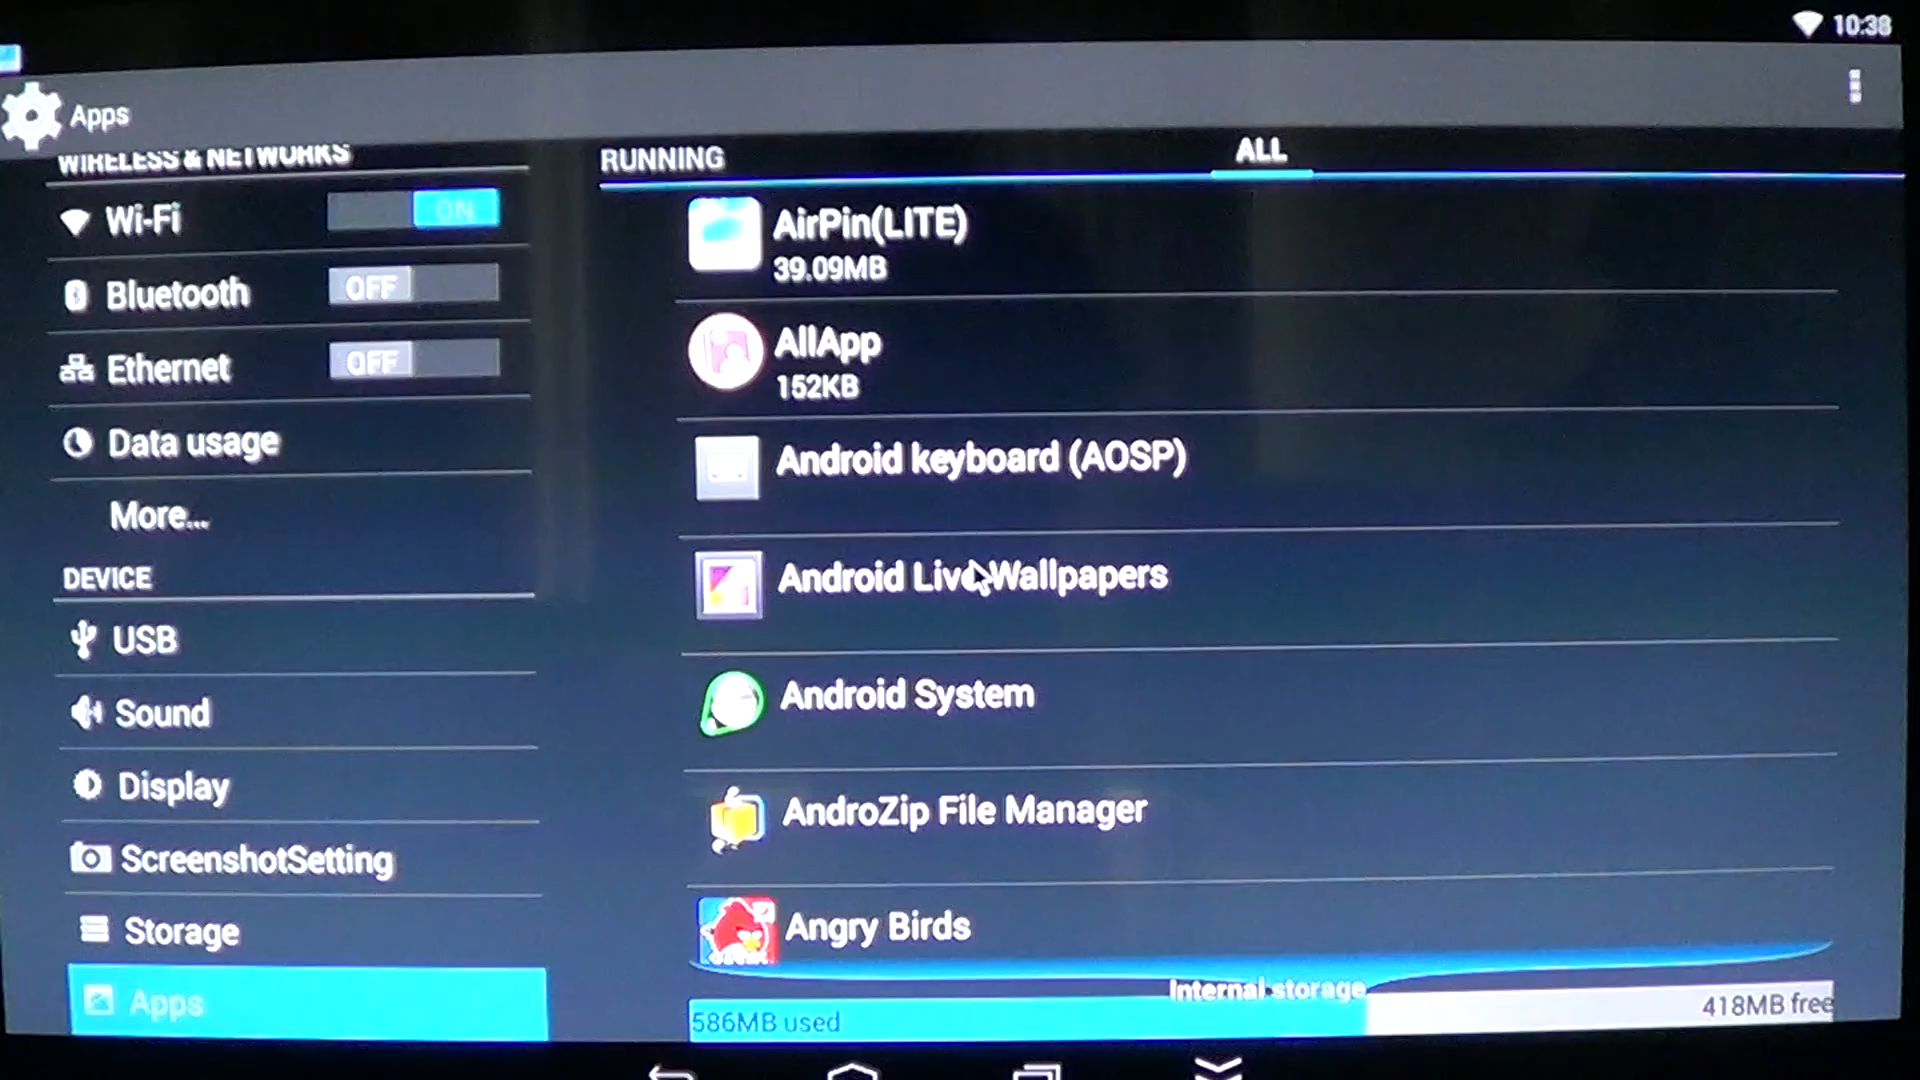 10:38
Apps
WIRELESS & NETWORKS
Wi-Fi
ON
Bluetooth
OFF
Ethernet
OFF
Data usage
More...
DEVICE
USB
Sound
Display
ScreenshotSetting
Storage
Apps
RUNNING
ALL
AirPin(LITE)
39.09MB
AllApp
152KB
Android keyboard (AOSP)
Android Live Wallpapers
Android System
AndroZip File Manager
Angry Birds
Internal storage
586MB used
418MB free